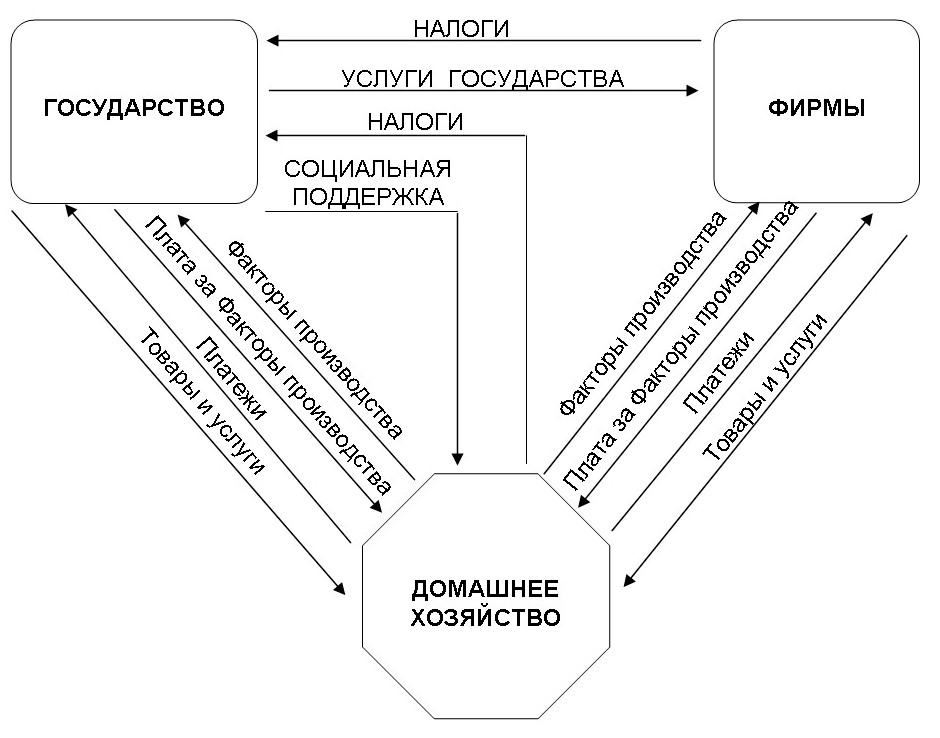 НАЛОГИ
УСЛУГИ ГОСУДАРСТВА
ГОСУДАРСТВО
ФИРМЫ
НАЛОГИ
СОЦИАЛЬНАЯ
ПОДДЕРЖКА
Товары и услуги
Платежи
Плата за Факторы производства
Факторы производства
Факторы производства
Плата за Факторы производства
Платежи
Товары и услуги
ДОМАШНЕЕ
ХОЗЯЙСТВО